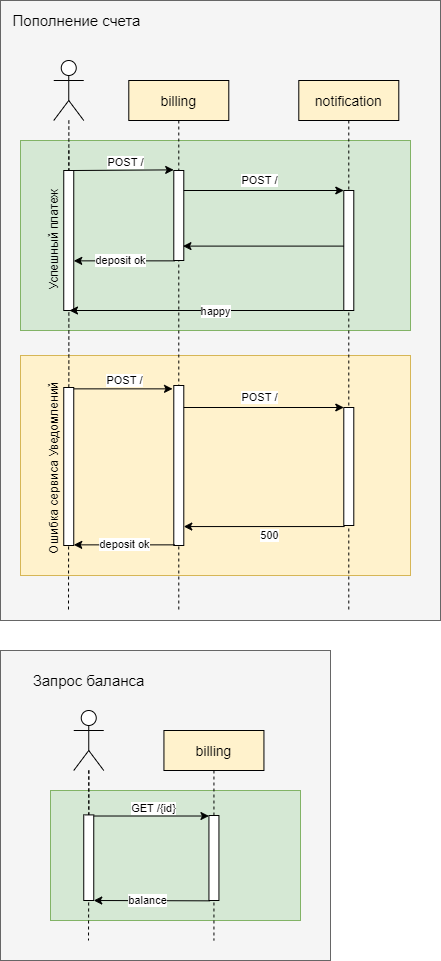 Пополнение счета
billing
notification
Успешный платеж
POST /
POST /
deposit ok
happy
Ошибка сервиса Уведомлений
POST /
POST /
500
deposit ok
Запрос баланса
billing
GET /{id}
balance